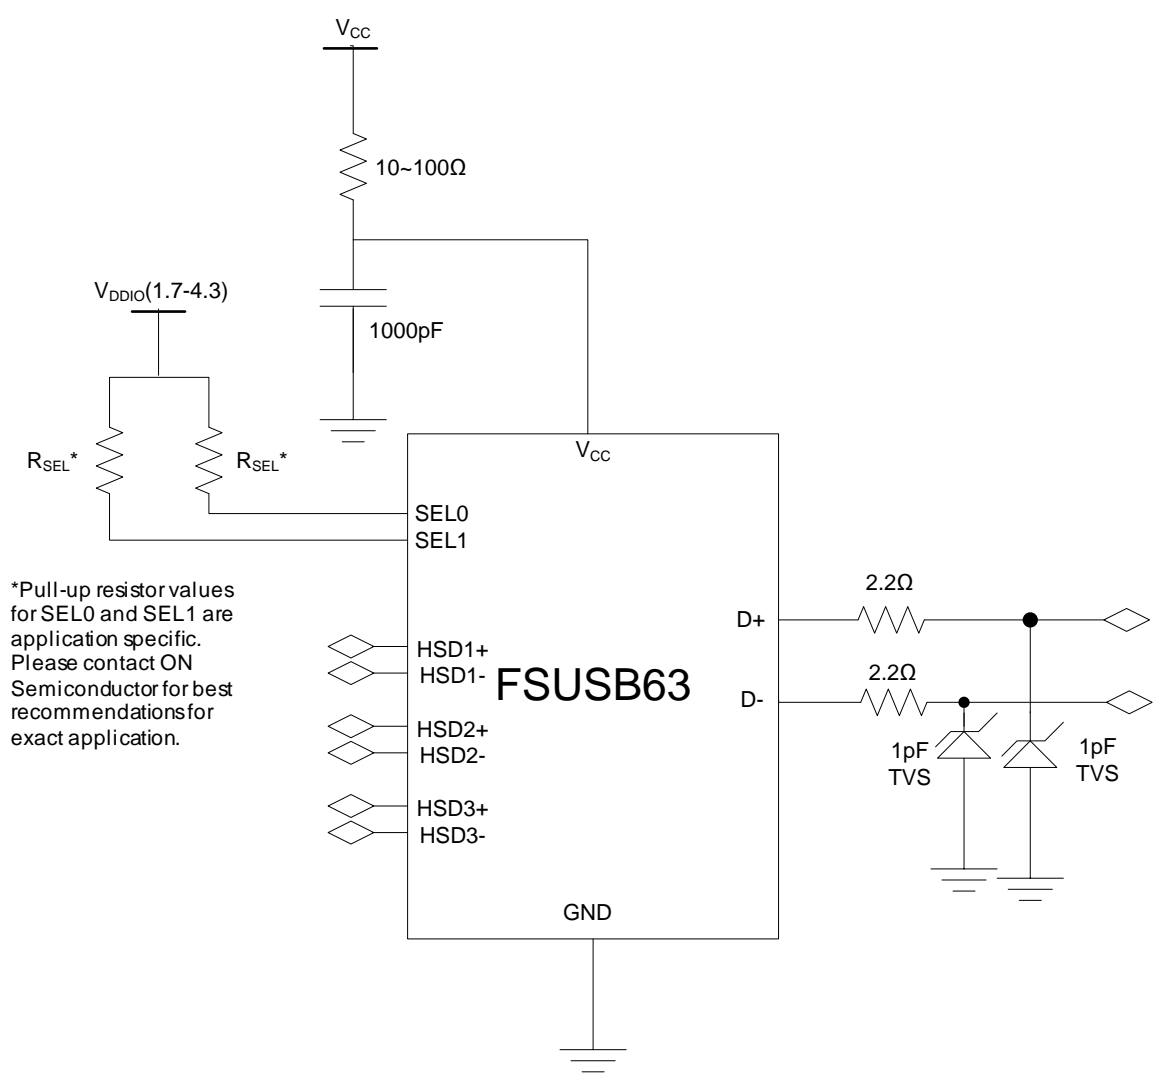 VCC
10~100Ω
VDDIO(1.7-4.3)
1000pF
VCC
RSEL*
RSEL*
SEL0
SEL1
*Pull-up resistor values
for SEL0 and SEL1 are
application specific.
Please contact ON
Semiconductor for best
recommendations for
exact application.
2.2Ω
D+
HSD1+
HSD1-
FSUSB63
2.2Ω
D-
HSD2+
HSD2-
1pF
TVS
1pF
TVS
HSD3+
HSD3-
GND